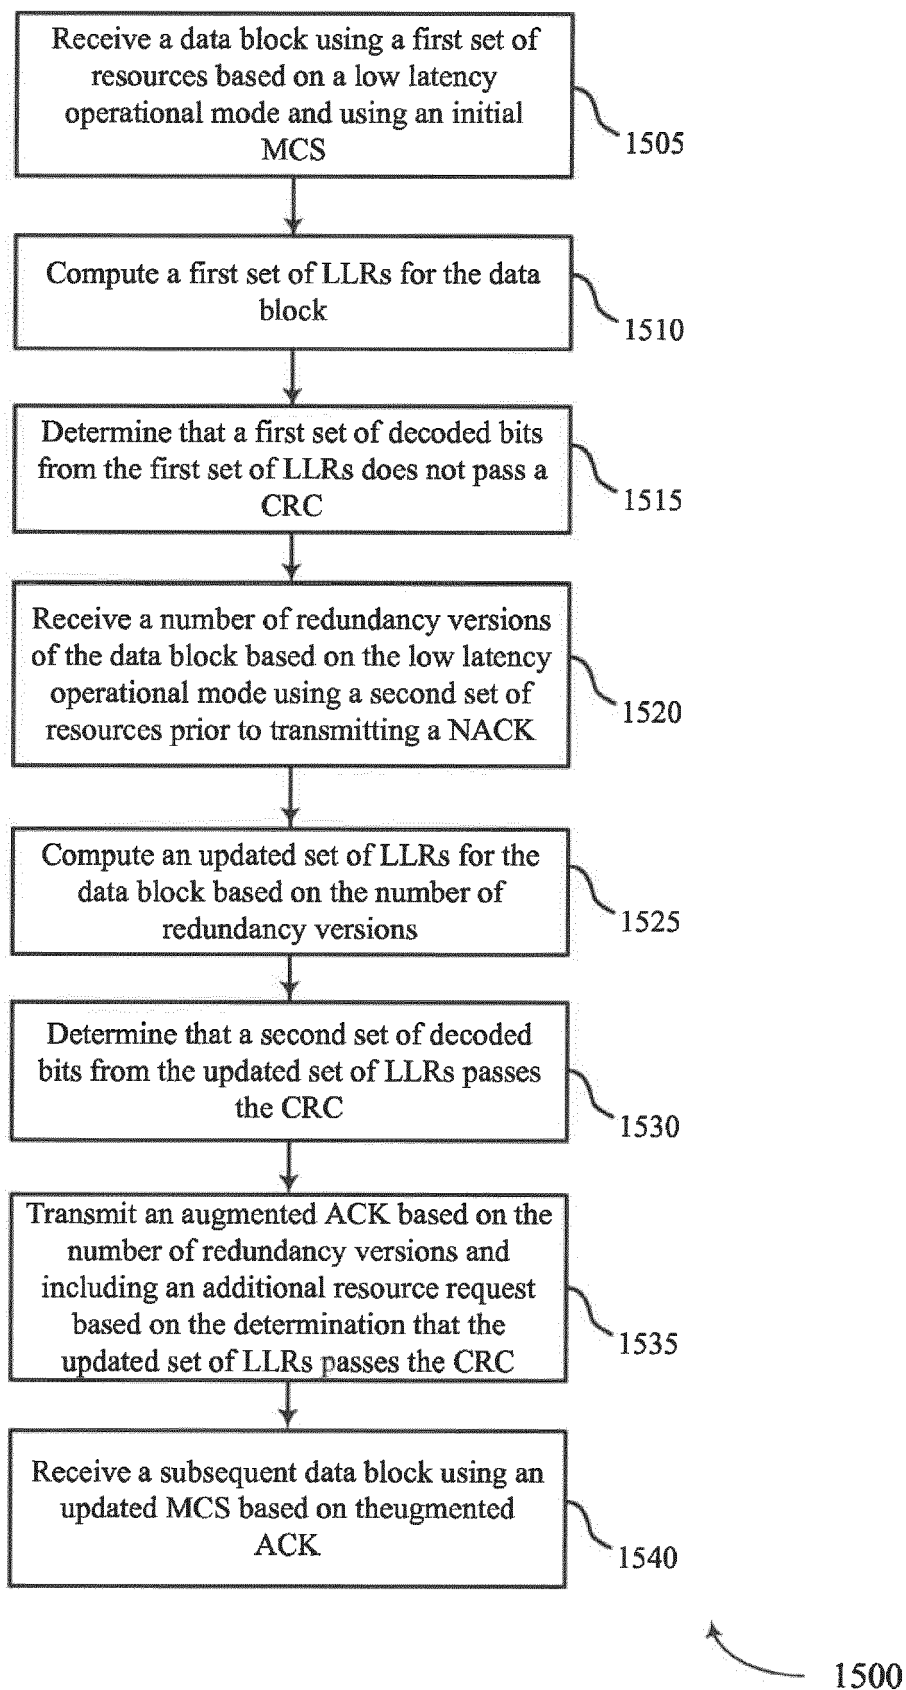 Receive a data block using a first set of
resources based on a low latency
operational mode and using an initial
MCS
1505
Compute a first set of LLRs for the data
block
1510
Determine that a first set of decoded bits
from the first set of LLRs does not pass a
CRC
1515
Receive a number of redundancy versions
of the data block based on the low latency
operational mode using a second set of
resources prior to transmitting a NACK
1520
Compute an updated set of LLRs for the
data block based on the number of
redundancy versions
1525
Determine that a second set of decoded
bits from the updated set of LLRs passes
the CRC
1530
Transmit an augmented ACK based on the
number of redundancy versions and
including an additional resource request
based on the determination that the
updated set of LLRs passes the CRC
1535
Receive a subsequent data block using an
updated MCS based on theugmented
ACK
1540
1500